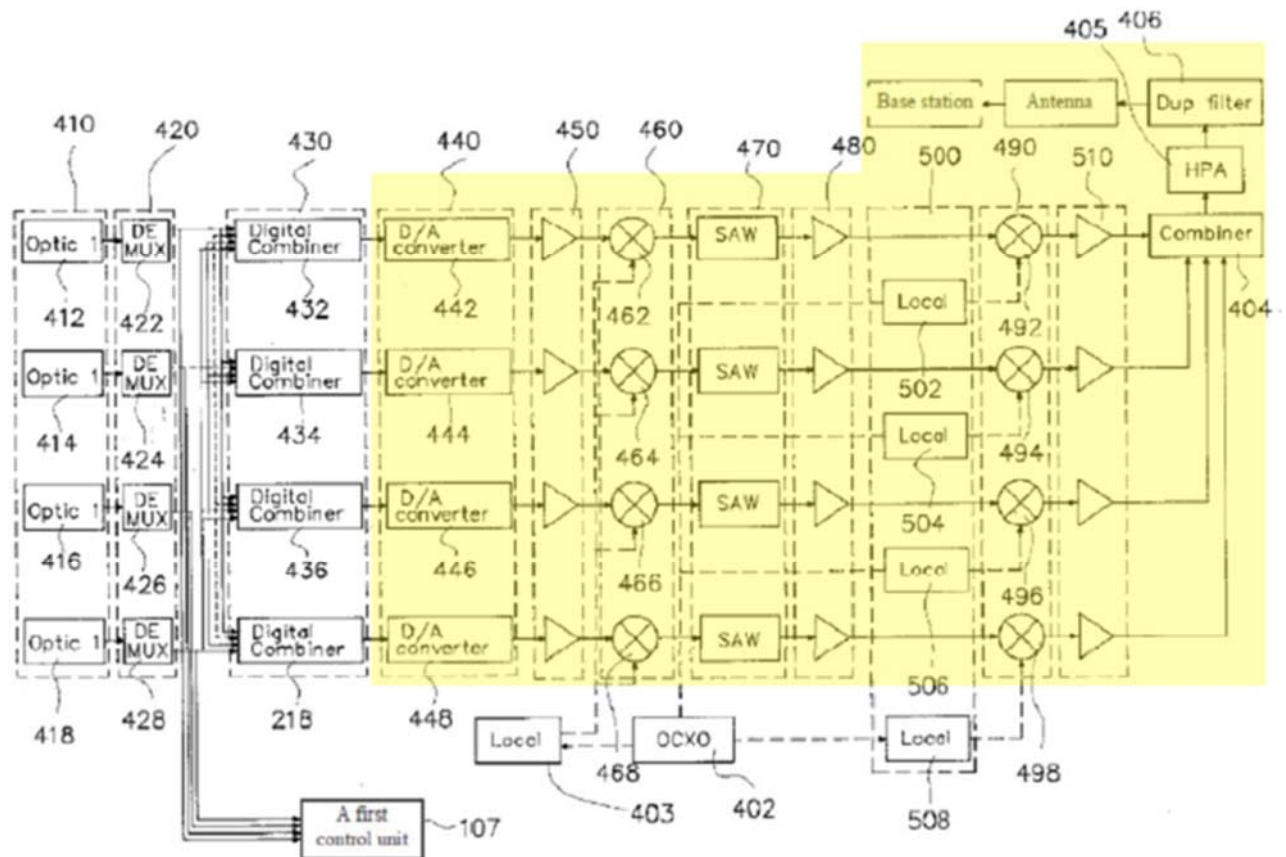 406
405
Base station
Antenna
Dup filter
410
420
430
440
450
460
470
480
500
490
510
HPA
Optic 1
DE
MUX
Digital
Combiner
D/A
converter
SAW
Combiner
412
422
432
442
462
Local
492
404
Optic 1
DE
MUX
Digital
Combiner
D/A
converter
SAW
502
414
424
434
444
464
Local
494
Optic 1
DE
MUX
Digital
Combiner
D/A
converter
SAW
504
416
426
436
446
466
Local
496
Optic 1
DE
MUX
Digital
Combiner
D/A
converter
SAW
506
418
428
218
448
Local
468
OCXO
Local
498
403
402
508
A first
control unit
107